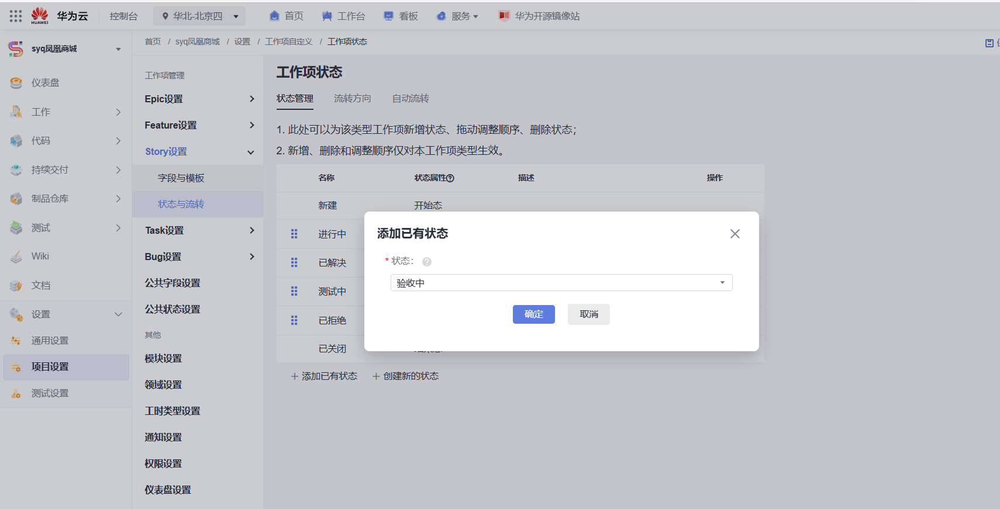 HUAWEI
华为云
控制台
华北-北京四
首页
工作台
看板
服务
华为开源镜像站
syq凤凰商城
首页 / syq凤凰商城 / 设置 / 工作项自定义 / 工作项状态
仪表盘
工作
代码
持续交付
制品仓库
测试
Wiki
文档
设置
通用设置
项目设置
测试设置
工作项管理
Epic设置
Feature设置
Story设置
字段与模板
状态与流转
Task设置
Bug设置
公共字段设置
公共状态设置
其他
模块设置
领域设置
工时类型设置
通知设置
权限设置
仪表盘设置
工作项状态
状态管理 流转方向 自动流转
1. 此处可以为该类型工作项新增状态、拖动调整顺序、删除状态；
2. 新增、删除和调整顺序仅对本工作项类型生效。
名称 状态属性 描述 操作
新建 开始态
进行中
已解决
测试中
已拒绝
已关闭
+ 添加已有状态 + 创建新的状态
添加已有状态
* 状态： ?
验收中
确定 取消